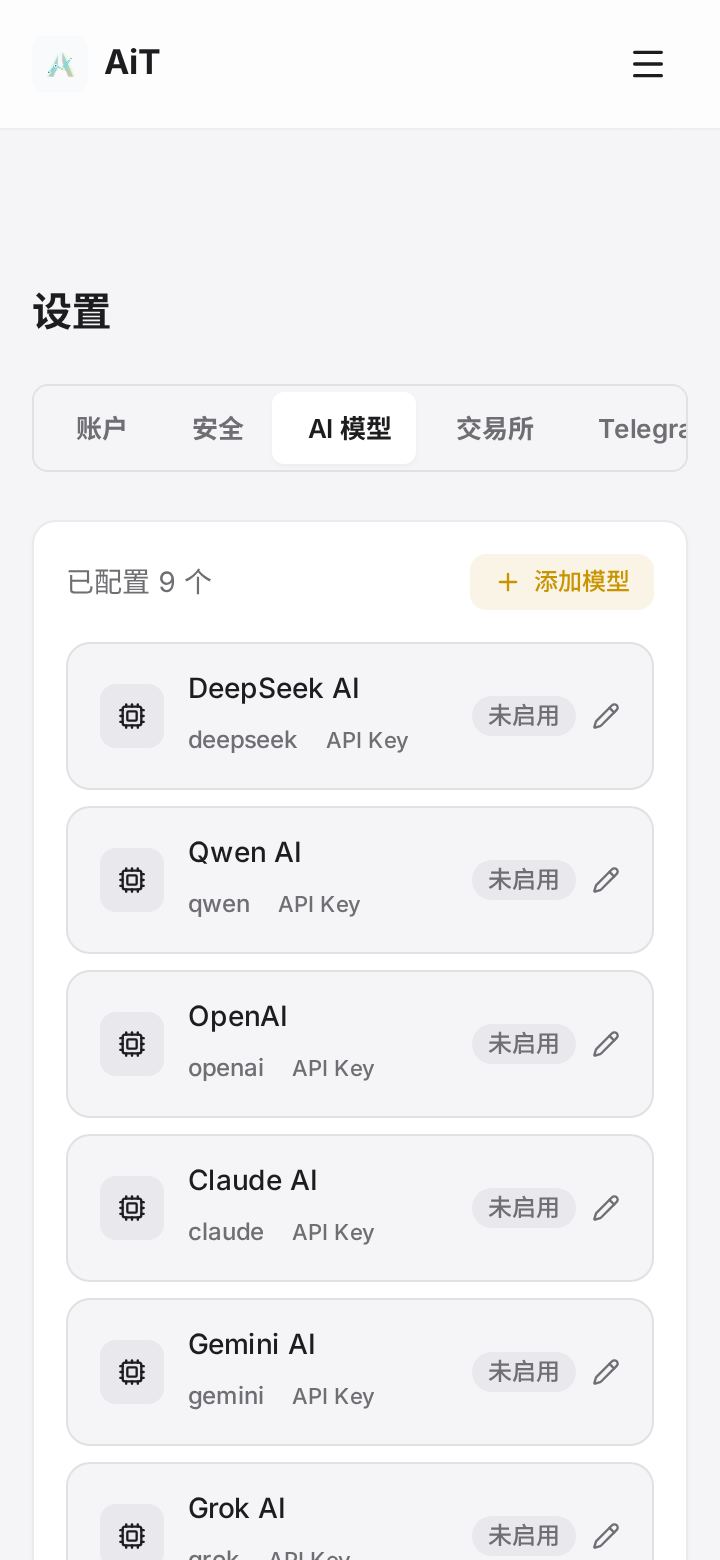 AiT
设置
账户 安全 AI 模型 交易所 Telegra
已配置 9 个 添加模型
DeepSeek AI
deepseek API Key
未启用
Qwen AI
qwen API Key
未启用
OpenAI
openai API Key
未启用
Claude AI
claude API Key
未启用
Gemini AI
gemini API Key
未启用
Grok AI
grok API Key
未启用